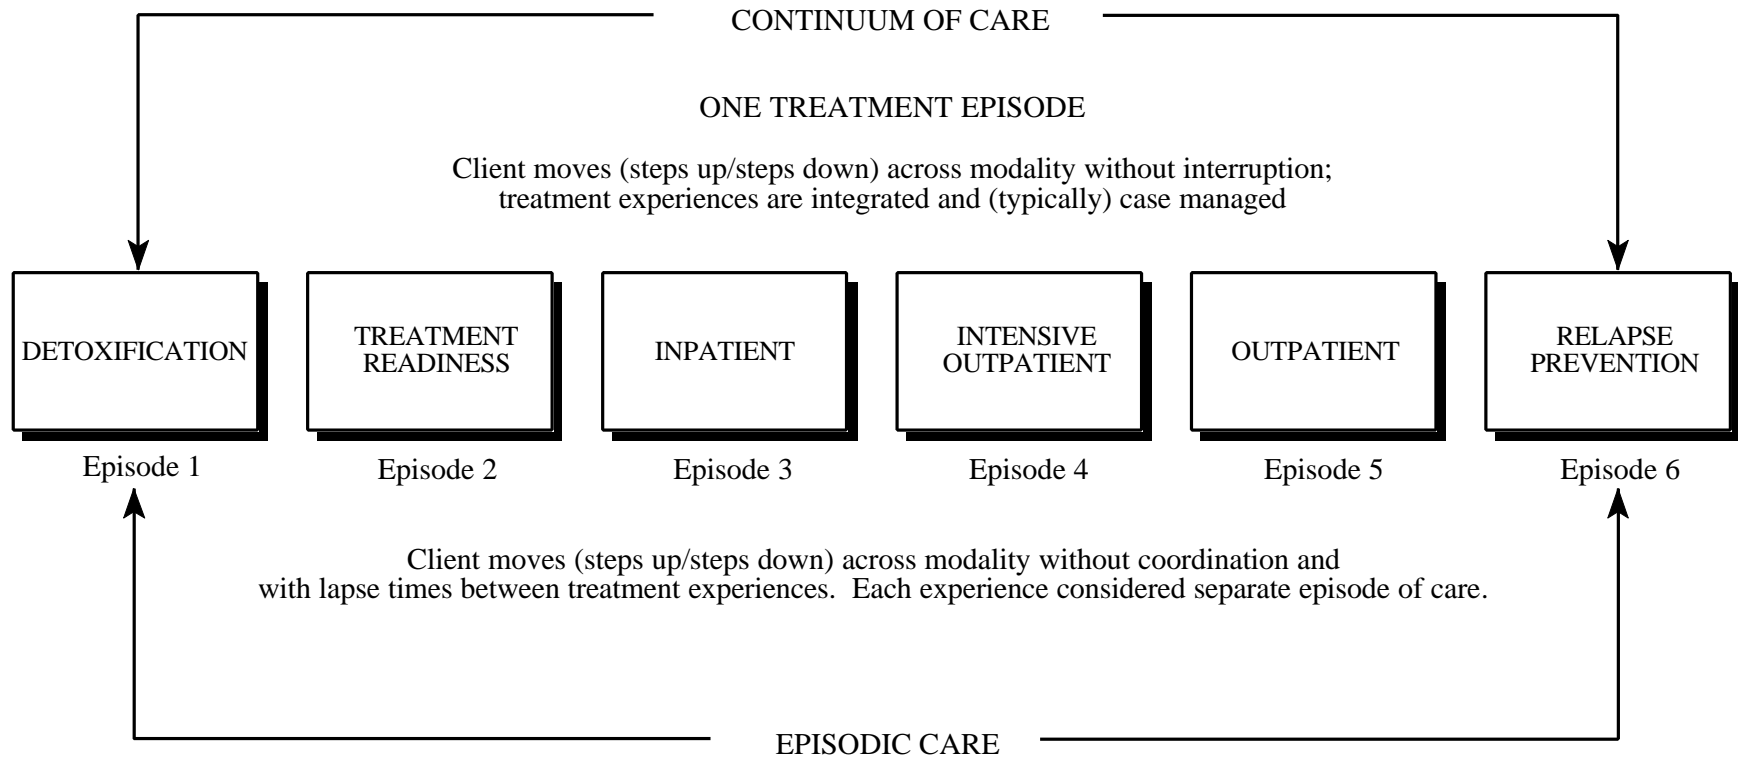 CONTINUUM OF CARE
ONE TREATMENT EPISODE
Client moves (steps up/steps down) across modality without interruption;
treatment experiences are integrated and (typically) case managed
DETOXIFICATION
TREATMENT
READINESS
INPATIENT
INTENSIVE
OUTPATIENT
OUTPATIENT
RELAPSE
PREVENTION
Episode 1
Episode 2
Episode 3
Episode 4
Episode 5
Episode 6
Client moves (steps up/steps down) across modality without coordination and
with lapse times between treatment experiences.  Each experience considered separate episode of care.
EPISODIC CARE